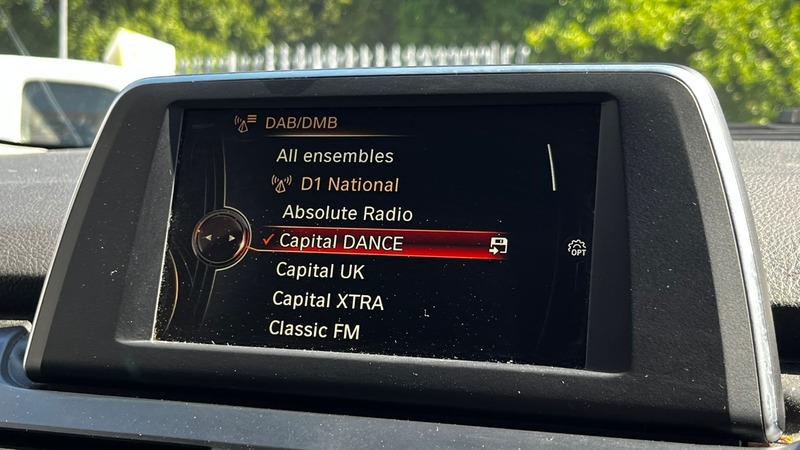 DAB/DMB
All ensembles
D1 National
Absolute Radio
Capital DANCE
OPT
Capital UK
Capital XTRA
Classic FM